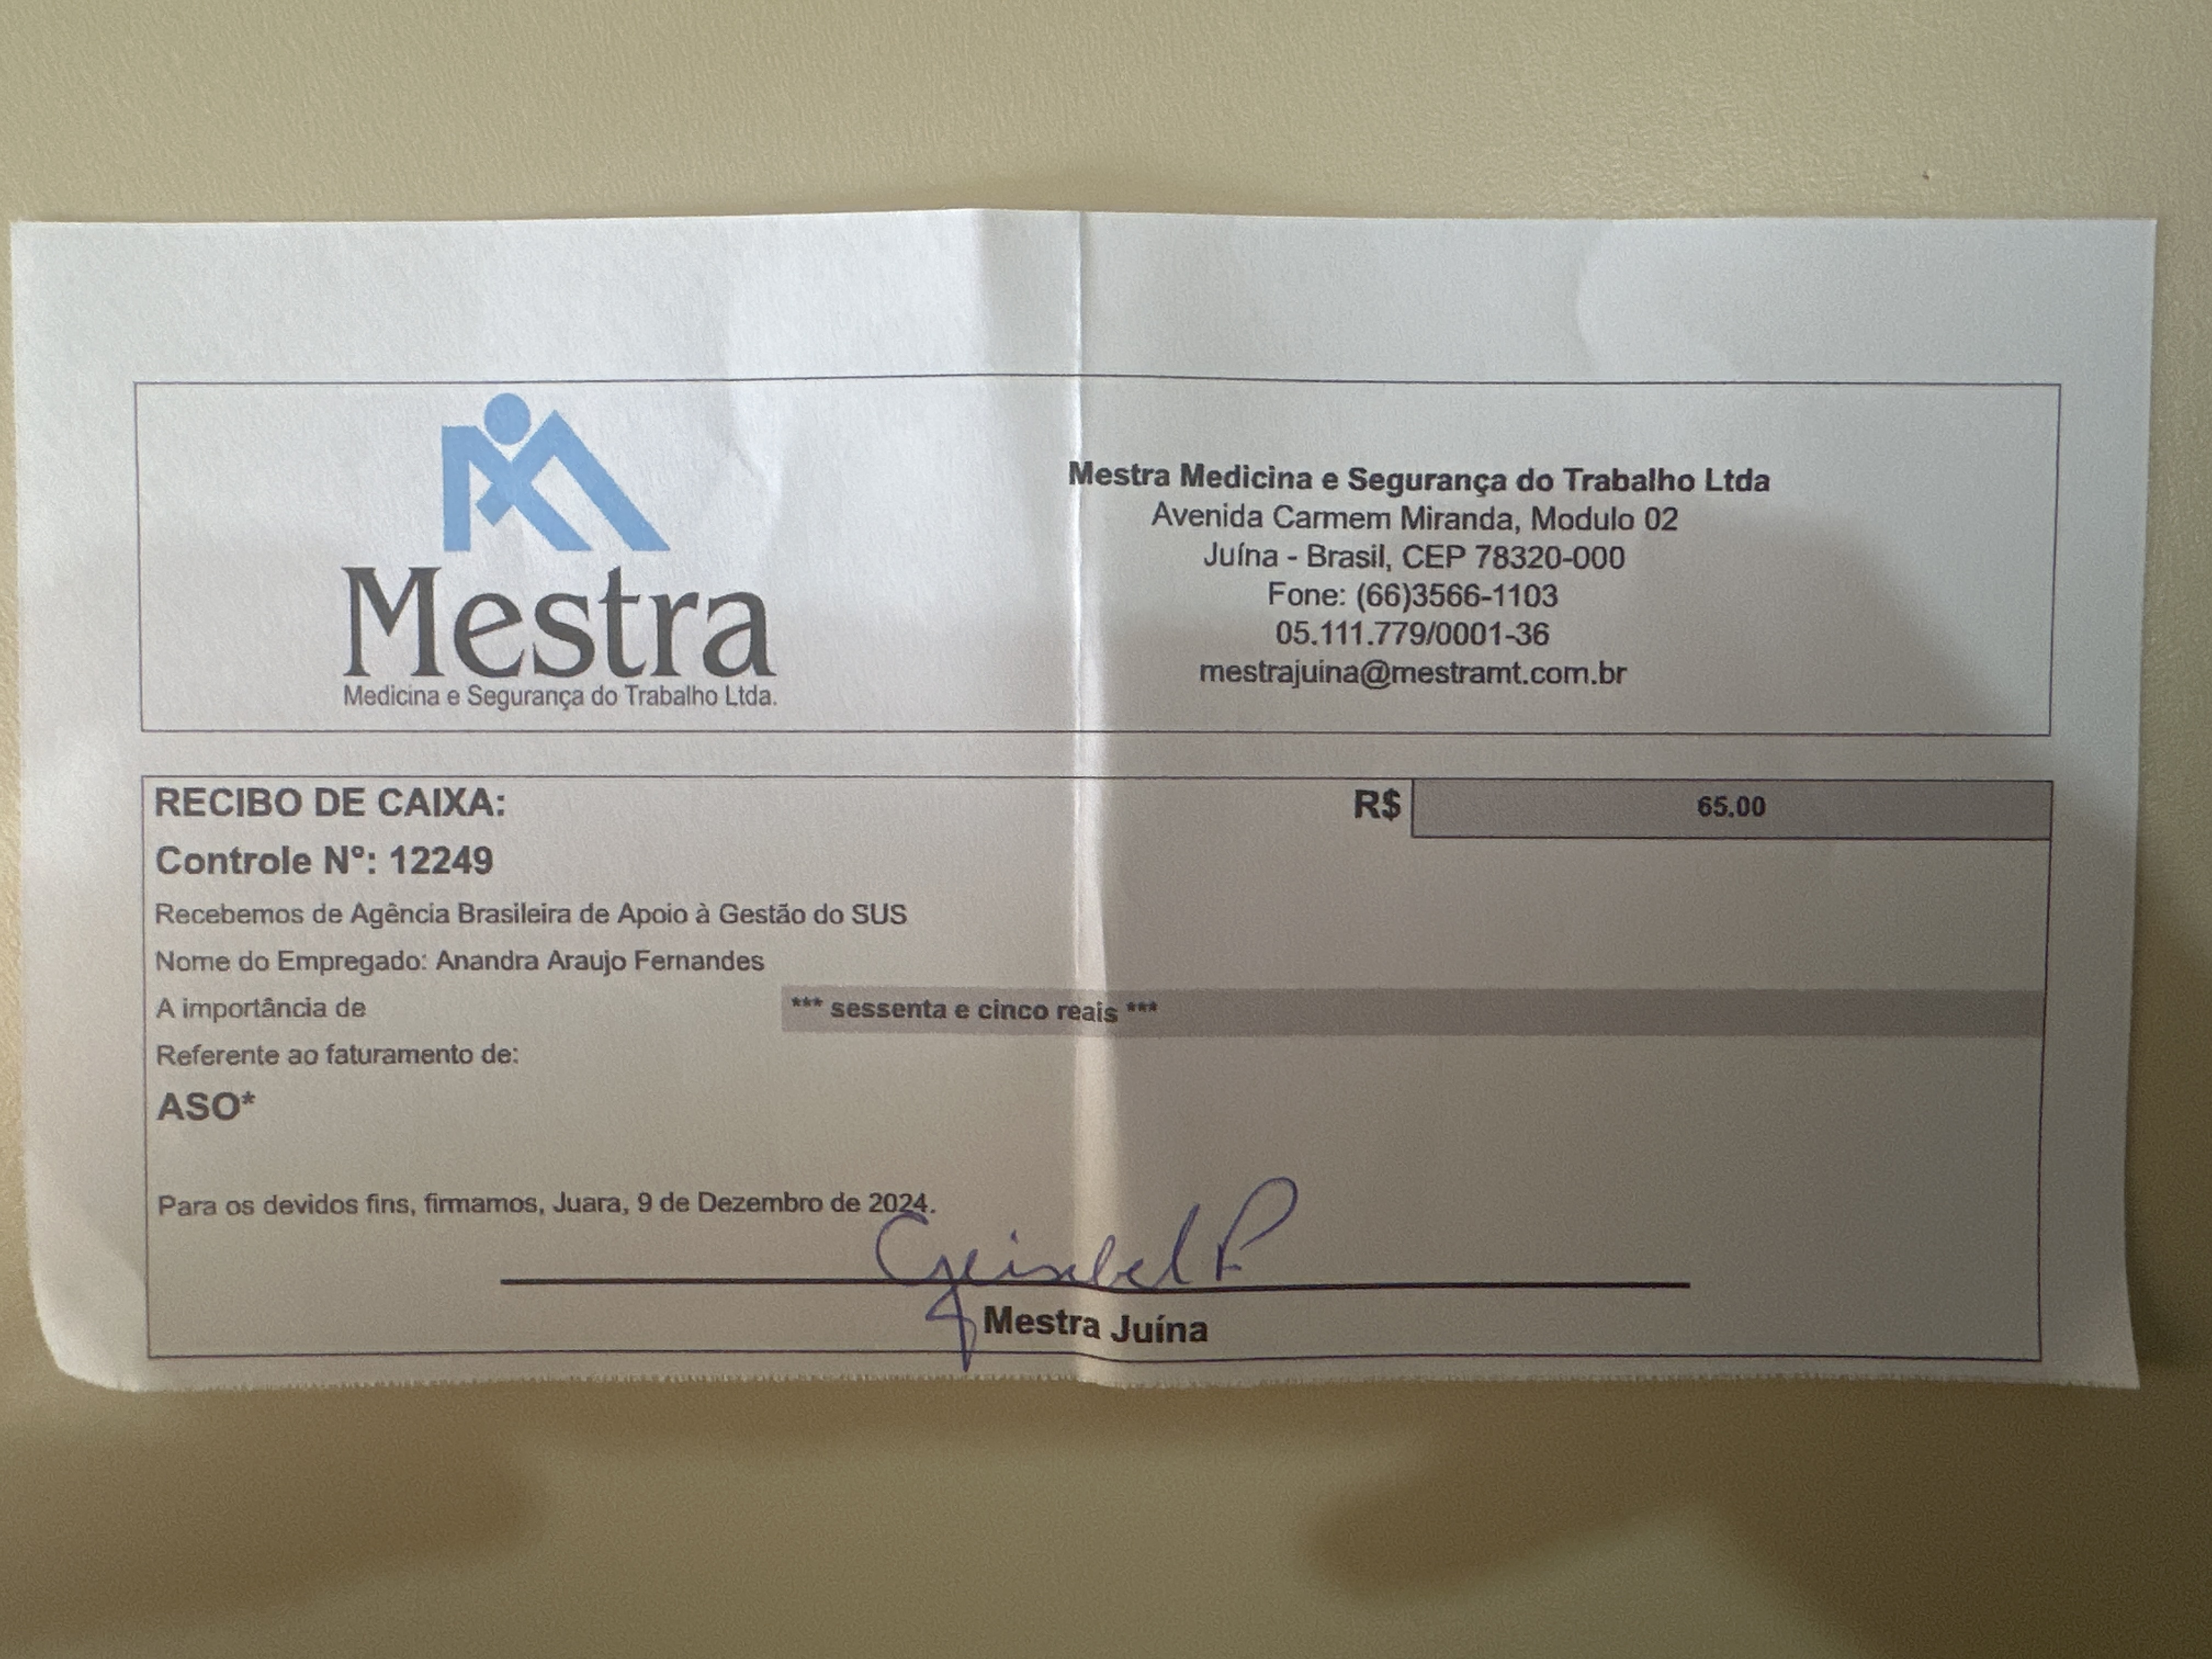 Mestra
Medicina e Segurança do Trabalho Ltda.
Mestra Medicina e Segurança do Trabalho Ltda
Avenida Carmem Miranda, Modulo 02
Juína - Brasil, CEP 78320-000
Fone: (66)3566-1103
05.111.779/0001-36
mestrajuina@mestramt.com.br
RECIBO DE CAIXA: R$ 65.00
Controle Nº: 12249
Recebemos de Agência Brasileira de Apoio à Gestão do SUS
Nome do Empregado: Anandra Araujo Fernandes
A importância de *** sessenta e cinco reais ***
Referente ao faturamento de:
ASO*
Para os devidos fins, firmamos, Juara, 9 de Dezembro de 2024.
Mestra Juína